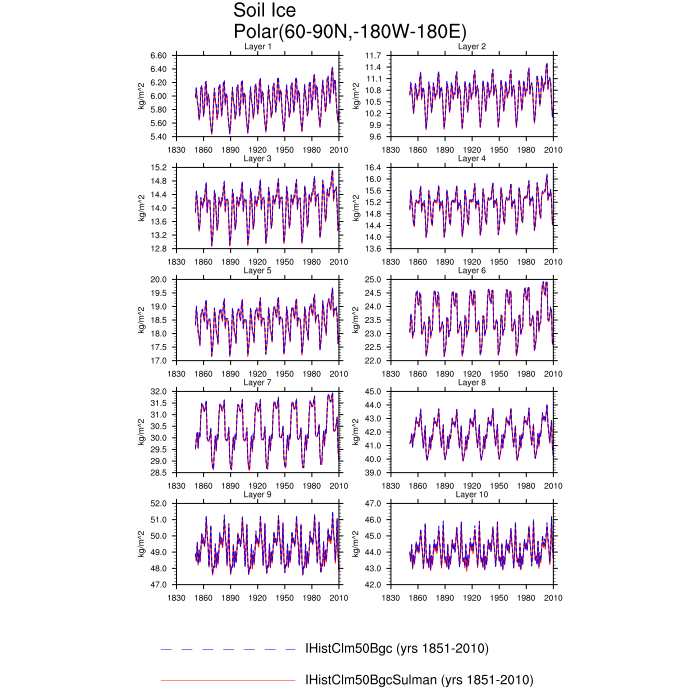 Soil Ice
Polar(60-90N,-180W-180E)
Layer 1 Layer 2
6.60 6.40 6.20 6.00 5.80 5.60 5.40
kg/m^2
1830 1860 1890 1920 1950 1980 2010
11.7 11.4 11.1 10.8 10.5 10.2 9.9 9.6
kg/m^2
1830 1860 1890 1920 1950 1980 2010
Layer 3 Layer 4
15.2 14.8 14.4 14.0 13.6 13.2 12.8
kg/m^2
1830 1860 1890 1920 1950 1980 2010
16.4 16.0 15.6 15.2 14.8 14.4 14.0 13.6
kg/m^2
1830 1860 1890 1920 1950 1980 2010
Layer 5 Layer 6
20.0 19.5 19.0 18.5 18.0 17.5 17.0
kg/m^2
1830 1860 1890 1920 1950 1980 2010
25.0 24.5 24.0 23.5 23.0 22.5 22.0
kg/m^2
1830 1860 1890 1920 1950 1980 2010
Layer 7 Layer 8
32.0 31.5 31.0 30.5 30.0 29.5 29.0 28.5
kg/m^2
1830 1860 1890 1920 1950 1980 2010
45.0 44.0 43.0 42.0 41.0 40.0 39.0
kg/m^2
1830 1860 1890 1920 1950 1980 2010
Layer 9 Layer 10
52.0 51.0 50.0 49.0 48.0 47.0
kg/m^2
1830 1860 1890 1920 1950 1980 2010
47.0 46.0 45.0 44.0 43.0 42.0
kg/m^2
1830 1860 1890 1920 1950 1980 2010
IHistClm50Bgc (yrs 1851-2010)
IHistClm50BgcSulman (yrs 1851-2010)